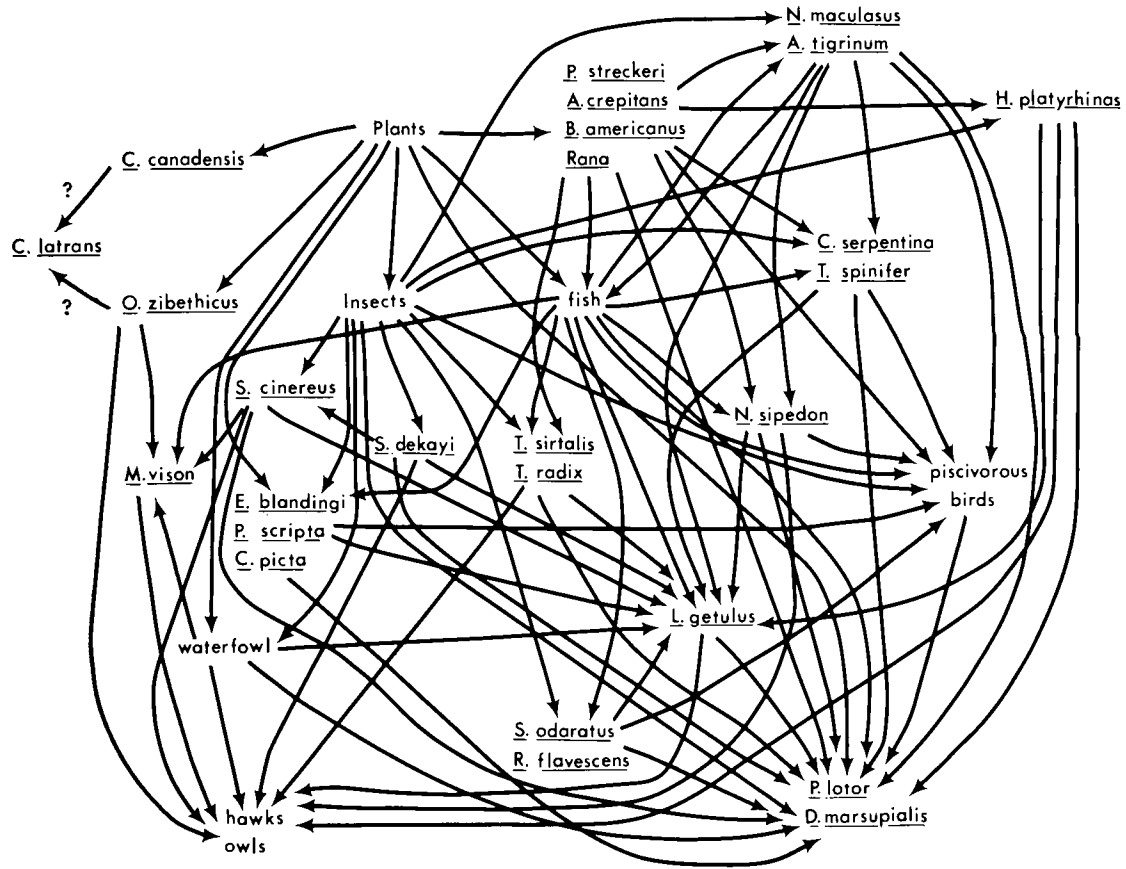 N. maculasus
A. tigrinum
P. streckeri
A. crepitans
B. americanus
Rana
H. platyrhinas
Plants
C. canadensis
?
C. latrans
?
O. zibethicus
Insects
fish
C. serpentina
T. spinifer
S. cinereus
S. dekayi
T. sirtalis
T. radix
N. sipedon
piscivorous
birds
M. vison
E. blandingi
P. scripta
C. picta
L. getulus
waterfowl
S. odaratus
R. flavescens
P. lotor
D. marsupialis
hawks
owls